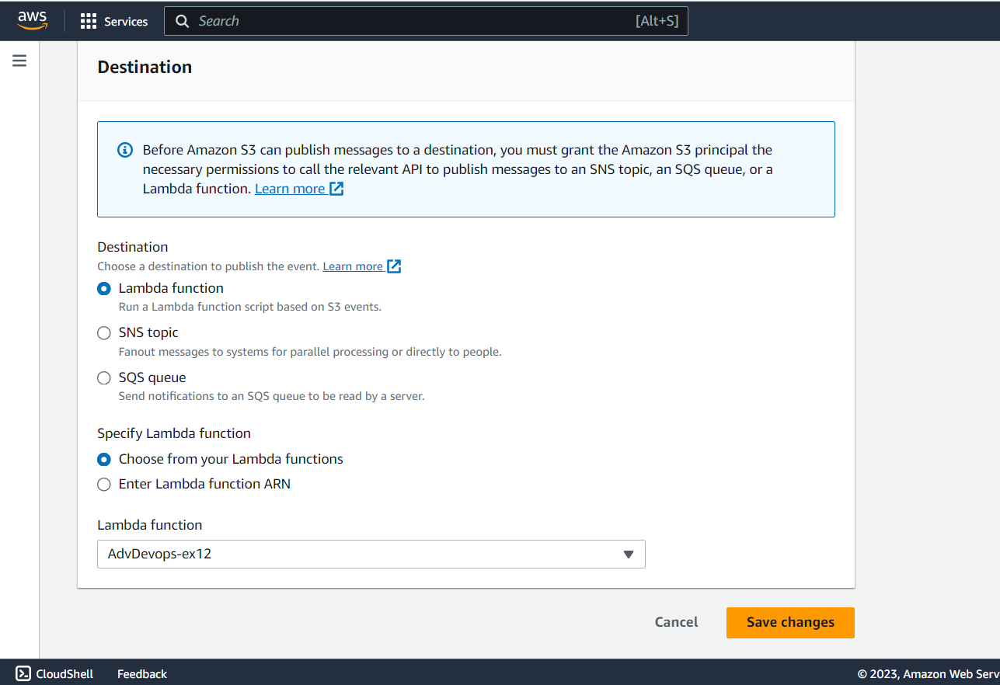 aws
Services
Search
[Alt+S]
Destination
Before Amazon S3 can publish messages to a destination, you must grant the Amazon S3 principal the
necessary permissions to call the relevant API to publish messages to an SNS topic, an SQS queue, or a
Lambda function. Learn more
Destination
Choose a destination to publish the event. Learn more
Lambda function
Run a Lambda function script based on S3 events.
SNS topic
Fanout messages to systems for parallel processing or directly to people.
SQS queue
Send notifications to an SQS queue to be read by a server.
Specify Lambda function
Choose from your Lambda functions
Enter Lambda function ARN
Lambda function
AdvDevops-ex12
Cancel
Save changes
CloudShell
Feedback
© 2023, Amazon Web Serv